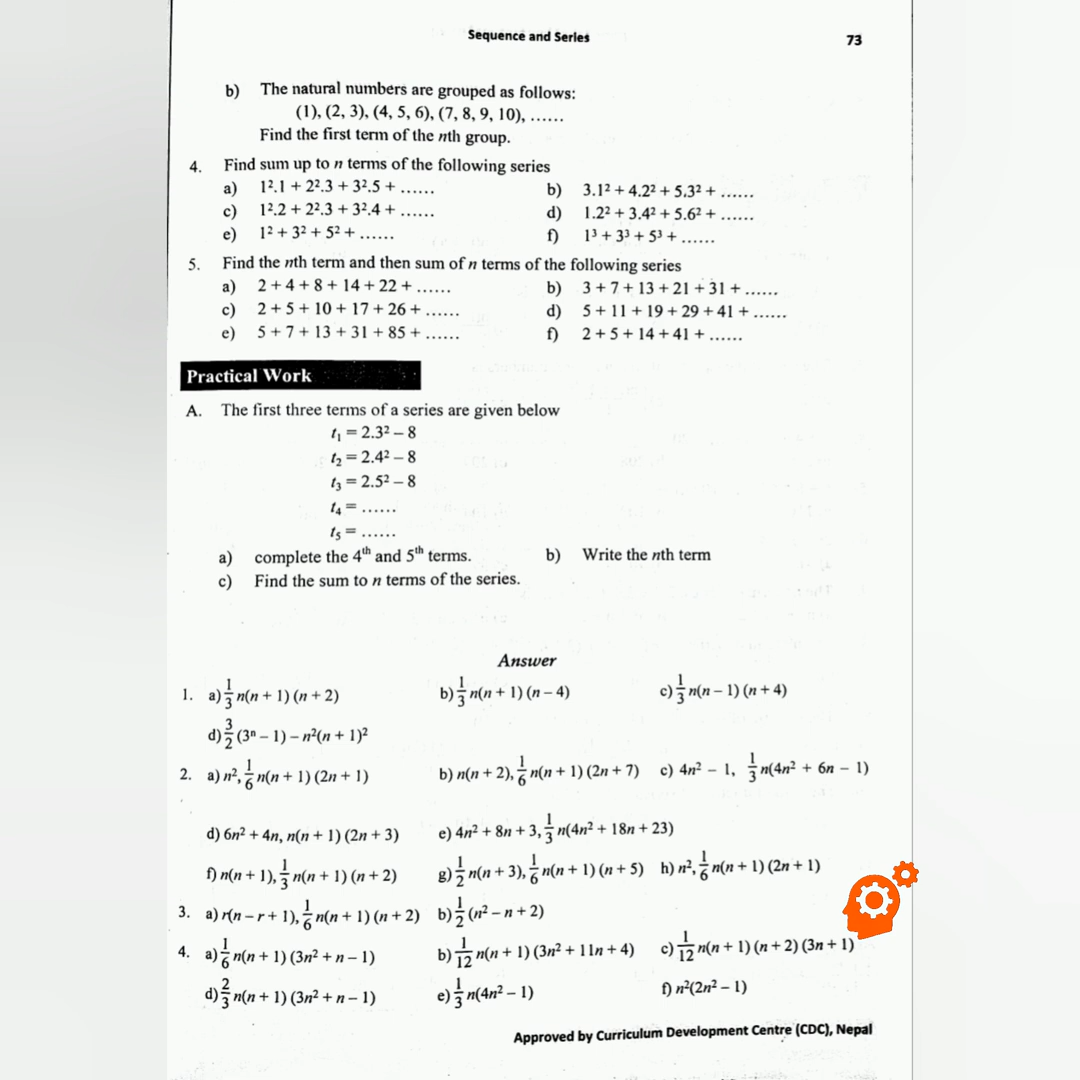 Sequence and Series 73
b) The natural numbers are grouped as follows:
(1), (2, 3), (4, 5, 6), (7, 8, 9, 10), ......
Find the first term of the nth group.
4. Find sum up to n terms of the following series
a) 1².1 + 2².3 + 3².5 + ...... b) 3.1² + 4.2² + 5.3² + ......
c) 1².2 + 2².3 + 3².4 + ...... d) 1.2² + 3.4² + 5.6² + ......
e) 1² + 3² + 5² + ...... f) 1³ + 3³ + 5³ + ......
5. Find the nth term and then sum of n terms of the following series
a) 2 + 4 + 8 + 14 + 22 + ...... b) 3 + 7 + 13 + 21 + 31 + ......
c) 2 + 5 + 10 + 17 + 26 + ...... d) 5 + 11 + 19 + 29 + 41 + ......
e) 5 + 7 + 13 + 31 + 85 + ...... f) 2 + 5 + 14 + 41 + ......
Practical Work
A. The first three terms of a series are given below
t₁ = 2.3² – 8
t₂ = 2.4² – 8
t₃ = 2.5² – 8
t₄ = ......
t₅ = ......
a) complete the 4th and 5th terms. b) Write the nth term
c) Find the sum to n terms of the series.
Answer
1. a) 1/3 n(n + 1) (n + 2) b) 1/3 n(n + 1) (n – 4) c) 1/3 n(n – 1) (n + 4)
d) 3/2 (3ⁿ – 1) – n²(n + 1)²
2. a) n², 1/6 n(n + 1) (2n + 1) b) n(n + 2), 1/6 n(n + 1) (2n + 7) c) 4n² – 1, 1/3 n(4n² + 6n – 1)
d) 6n² + 4n, n(n + 1) (2n + 3) e) 4n² + 8n + 3, 1/3 n(4n² + 18n + 23)
f) n(n + 1), 1/3 n(n + 1) (n + 2) g) 1/2 n(n + 3), 1/6 n(n + 1) (n + 5) h) n², 1/6 n(n + 1) (2n + 1)
3. a) r(n – r + 1), 1/6 n(n + 1) (n + 2) b) 1/2 (n² – n + 2)
4. a) 1/6 n(n + 1) (3n² + n – 1) b) 1/12 n(n + 1) (3n² + 11n + 4) c) 1/12 n(n + 1) (n + 2) (3n + 1)
d) 2/3 n(n + 1) (3n² + n – 1) e) 1/3 n(4n² – 1) f) n²(2n² – 1)
Approved by Curriculum Development Centre (CDC), Nepal